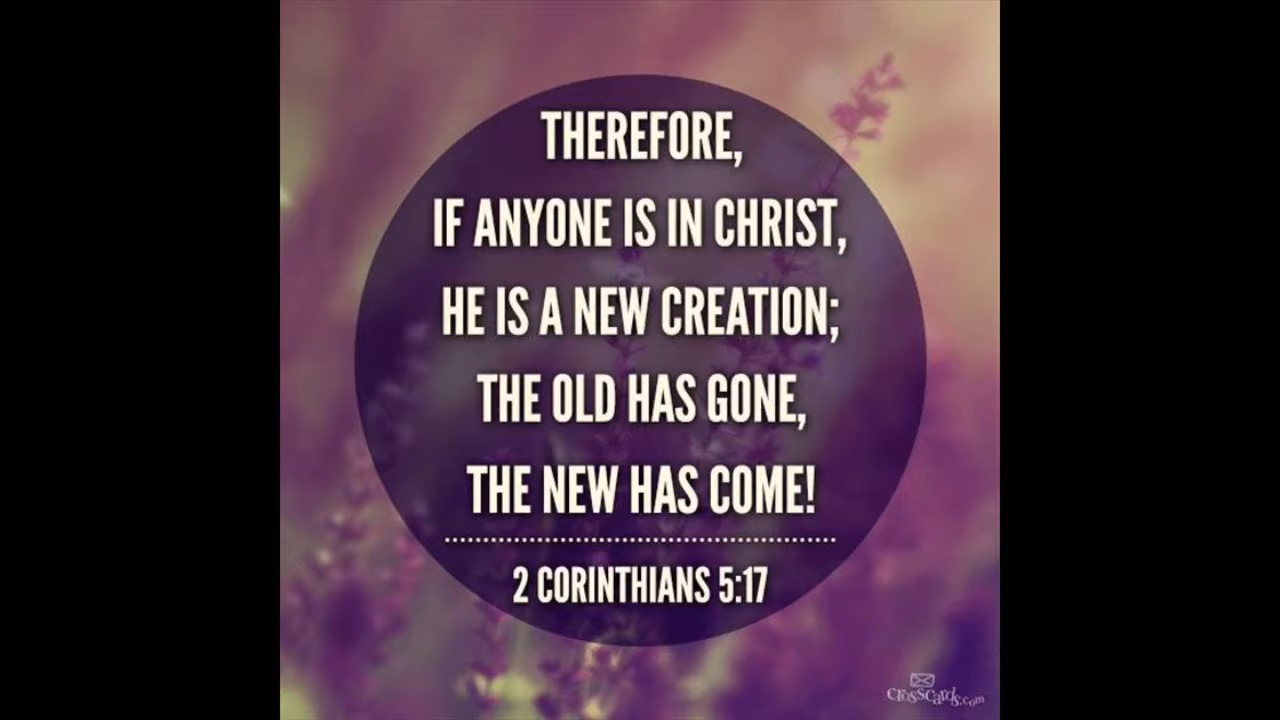 THEREFORE,
IF ANYONE IS IN CHRIST,
HE IS A NEW CREATION;
THE OLD HAS GONE,
THE NEW HAS COME!
2 CORINTHIANS 5:17
crosscards.com